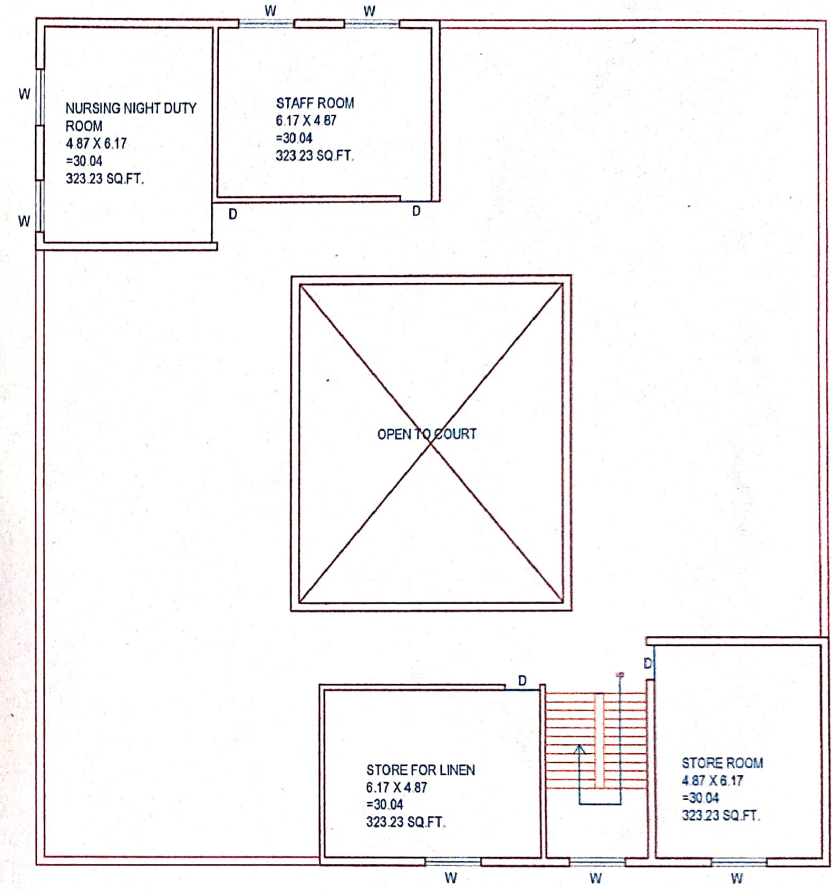 W
W
W
NURSING NIGHT DUTY
ROOM
4.87 X 6.17
=30.04
323.23 SQ.FT.
STAFF ROOM
6.17 X 4.87
=30.04
323.23 SQ.FT.
W
D
D
OPEN TO COURT
D
D
STORE FOR LINEN
6.17 X 4.87
=30.04
323.23 SQ.FT.
STORE ROOM
4.87 X 6.17
=30.04
323.23 SQ.FT.
W
W
W